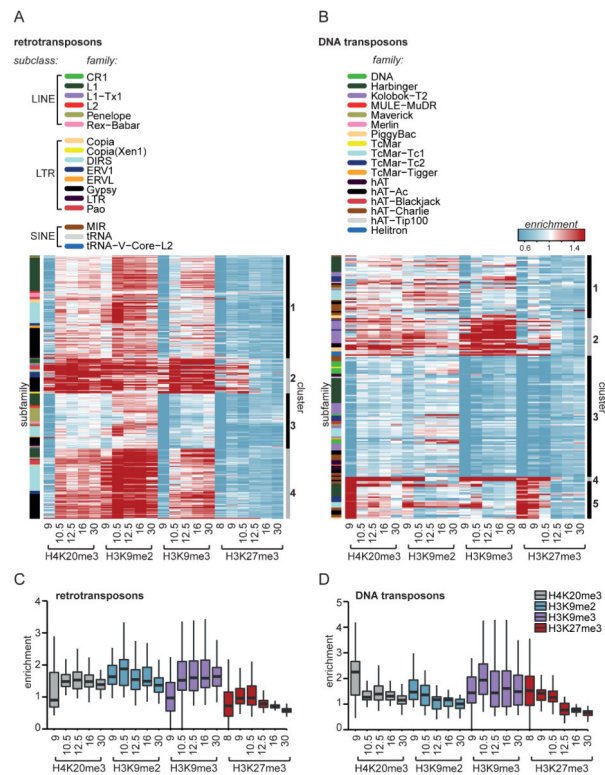 A
retrotransposons
subclass: family:
CR1
L1
L1-Tx1
LINE
L2
Penelope
Rex-Babar
Copia
Copia(Xen1)
DIRS
LTR
ERV1
ERVL
Gypsy
LTR
Pao
MIR
SINE
tRNA
tRNA-V-Core-L2
subfamily
cluster
1
2
3
4
9 10.5 12.5 16 30 9 10.5 12.5 16 30 9 10.5 12.5 16 30 8 9 10.5 12.5 16 30
H4K20me3 H3K9me2 H3K9me3 H3K27me3
B
DNA transposons
family:
DNA
Harbinger
Kolobok-T2
MULE-MuDR
Maverick
Merlin
PiggyBac
TcMar
TcMar-Tc1
TcMar-Tc2
TcMar-Tigger
hAT
hAT-Ac
hAT-Blackjack
hAT-Charlie
hAT-Tip100
Helitron
enrichment
0.6 1 1.4
subfamily
cluster
1
2
3
4
5
9 10.5 12.5 16 30 9 10.5 12.5 16 30 9 10.5 12.5 16 30 8 9 10.5 12.5 16 30
H4K20me3 H3K9me2 H3K9me3 H3K27me3
C
retrotransposons
enrichment
4
3
2
1
0
9 10.5 12.5 16 30 9 10.5 12.5 16 30 9 10.5 12.5 16 30 8 9 10.5 12.5 16 30
H4K20me3 H3K9me2 H3K9me3 H3K27me3
D
DNA transposons
H4K20me3
H3K9me2
H3K9me3
H3K27me3
enrichment
5
4
3
2
1
0
9 10.5 12.5 16 30 9 10.5 12.5 16 30 9 10.5 12.5 16 30 8 9 10.5 12.5 16 30
H4K20me3 H3K9me2 H3K9me3 H3K27me3